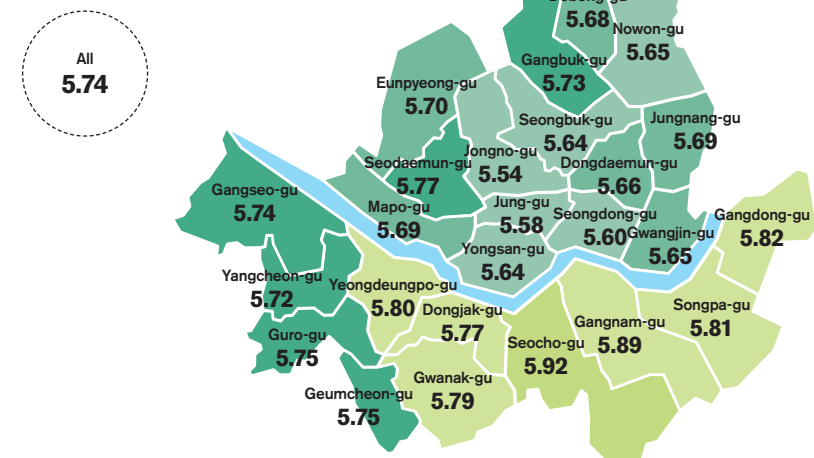 All
5.74
5.68
Nowon-gu
5.65
Gangbuk-gu
5.73
Eunpyeong-gu
5.70
Seongbuk-gu
5.64
Jungnang-gu
5.69
Jongno-gu
5.54
Seodaemun-gu
5.77
Dongdaemun-gu
5.66
Gangseo-gu
5.74
Mapo-gu
5.69
Jung-gu
5.58
Seongdong-gu
5.60
Gwangjin-gu
5.65
Gangdong-gu
5.82
Yongsan-gu
5.64
Yangcheon-gu
5.72
Yeongdeungpo-gu
5.80
Dongjak-gu
5.77
Songpa-gu
5.81
Gangnam-gu
5.89
Guro-gu
5.75
Seocho-gu
5.92
Gwanak-gu
5.79
Geumcheon-gu
5.75